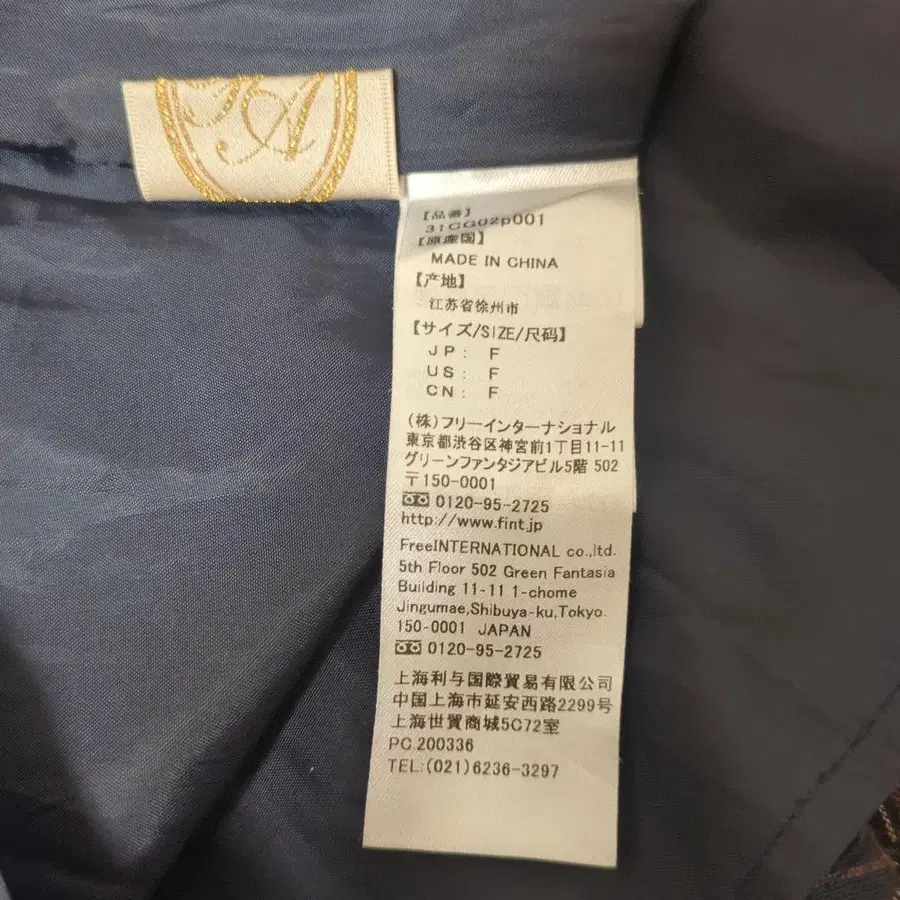 【品番】
31CG02p001
【原産国】
MADE IN CHINA
【产地】
江苏省徐州市
【サイズ/SIZE/尺码】
JP: F
US: F
CN: F
(株)フリーインターナショナル
東京都渋谷区神宮前1丁目11-11
グリーンファンタジアビル5階 502
〒150-0001
0120-95-2725
http://www.fint.jp
FreeINTERNATIONAL co.,ltd.
5th Floor 502 Green Fantasia
Building 11-11 1-chome
Jingumae,Shibuya-ku,Tokyo.
150-0001 JAPAN
0120-95-2725
上海利与国際貿易有限公司
中国上海市延安西路2299号
上海世貿商城5C72室
PC.200336
TEL:(021)6236-3297